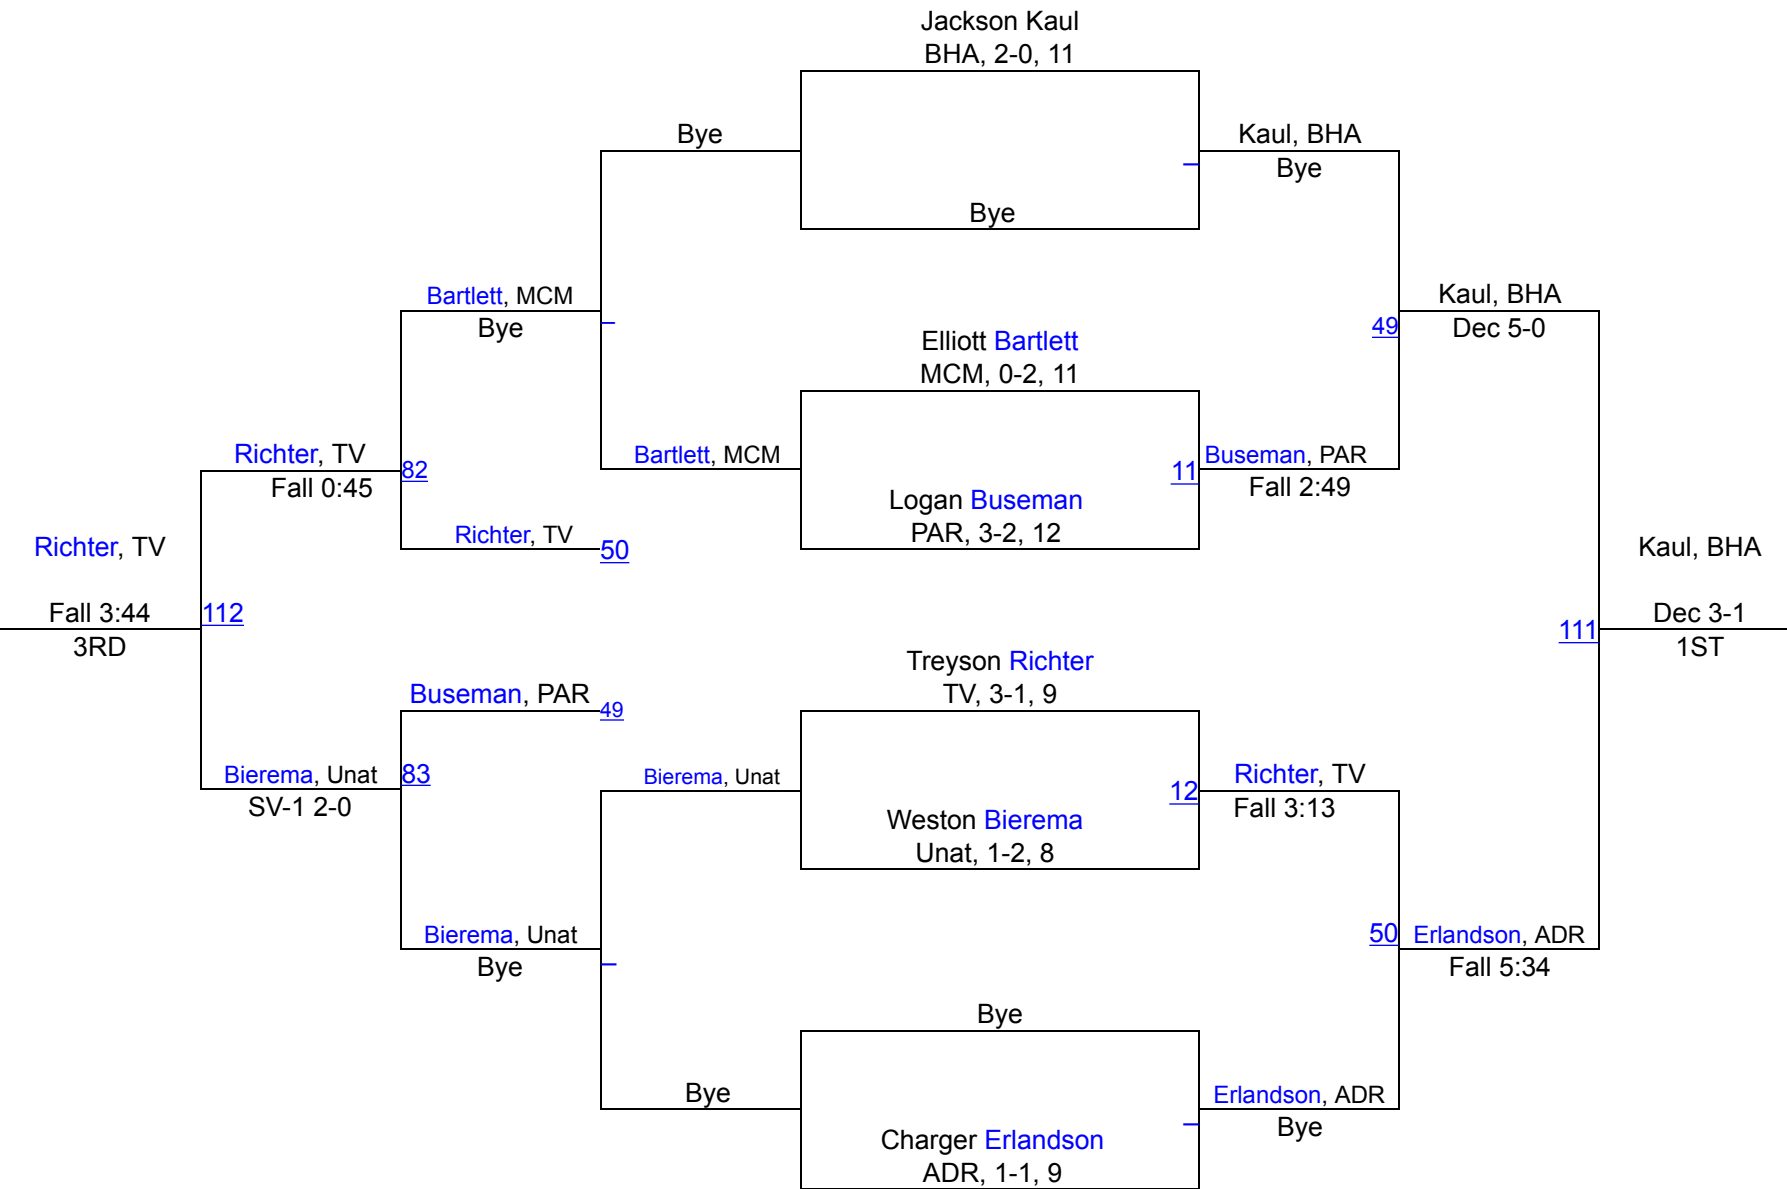 Jackson Kaul
BHA, 2-0, 11
Bye
Kaul, BHA
Bye
Bye
Bartlett, MCM
Bye
Kaul, BHA
Dec 5-0
49
Elliott Bartlett
MCM, 0-2, 11
Richter, TV
Fall 0:45
82
Bartlett, MCM
11
Buseman, PAR
Fall 2:49
Logan Buseman
PAR, 3-2, 12
Richter, TV
50
Richter, TV
Fall 3:44
3RD
112
Kaul, BHA
Dec 3-1
1ST
111
Treyson Richter
TV, 3-1, 9
Buseman, PAR
49
Bierema, Unat
SV-1 2-0
83
Bierema, Unat
12
Richter, TV
Fall 3:13
Weston Bierema
Unat, 1-2, 8
Bierema, Unat
Bye
50
Erlandson, ADR
Fall 5:34
Bye
Bye
Erlandson, ADR
Bye
Charger Erlandson
ADR, 1-1, 9